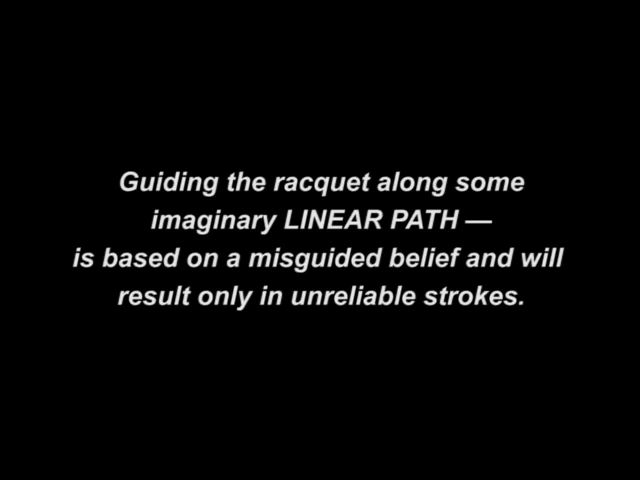 Guiding the racquet along some
imaginary LINEAR PATH —
is based on a misguided belief and will
result only in unreliable strokes.